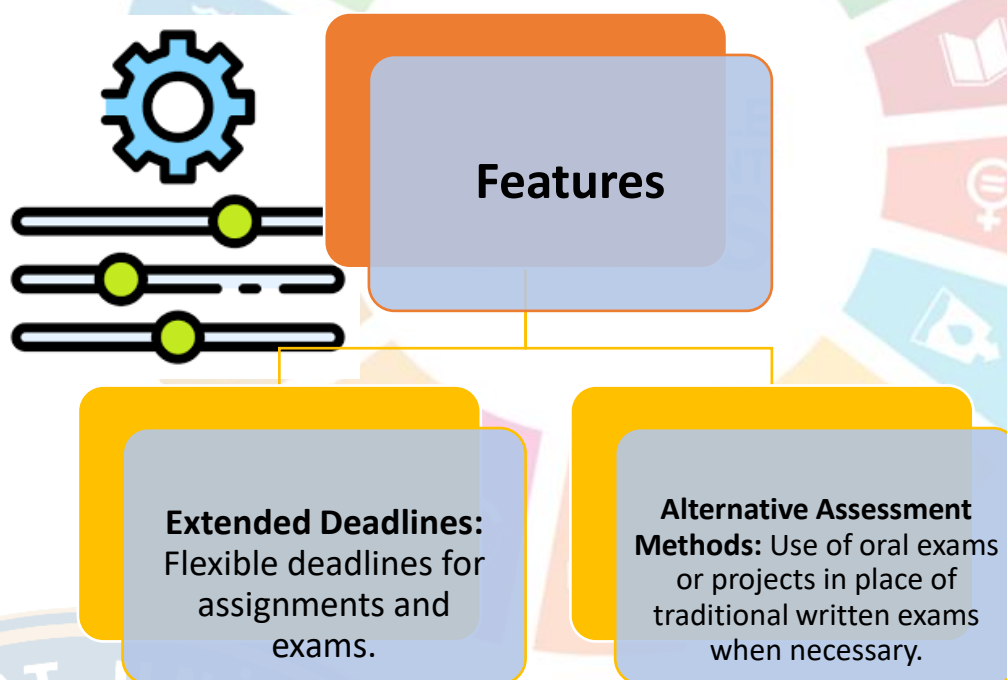 Features
Extended Deadlines:
Flexible deadlines for
assignments and
exams.
Alternative Assessment
Methods: Use of oral exams
or projects in place of
traditional written exams
when necessary.